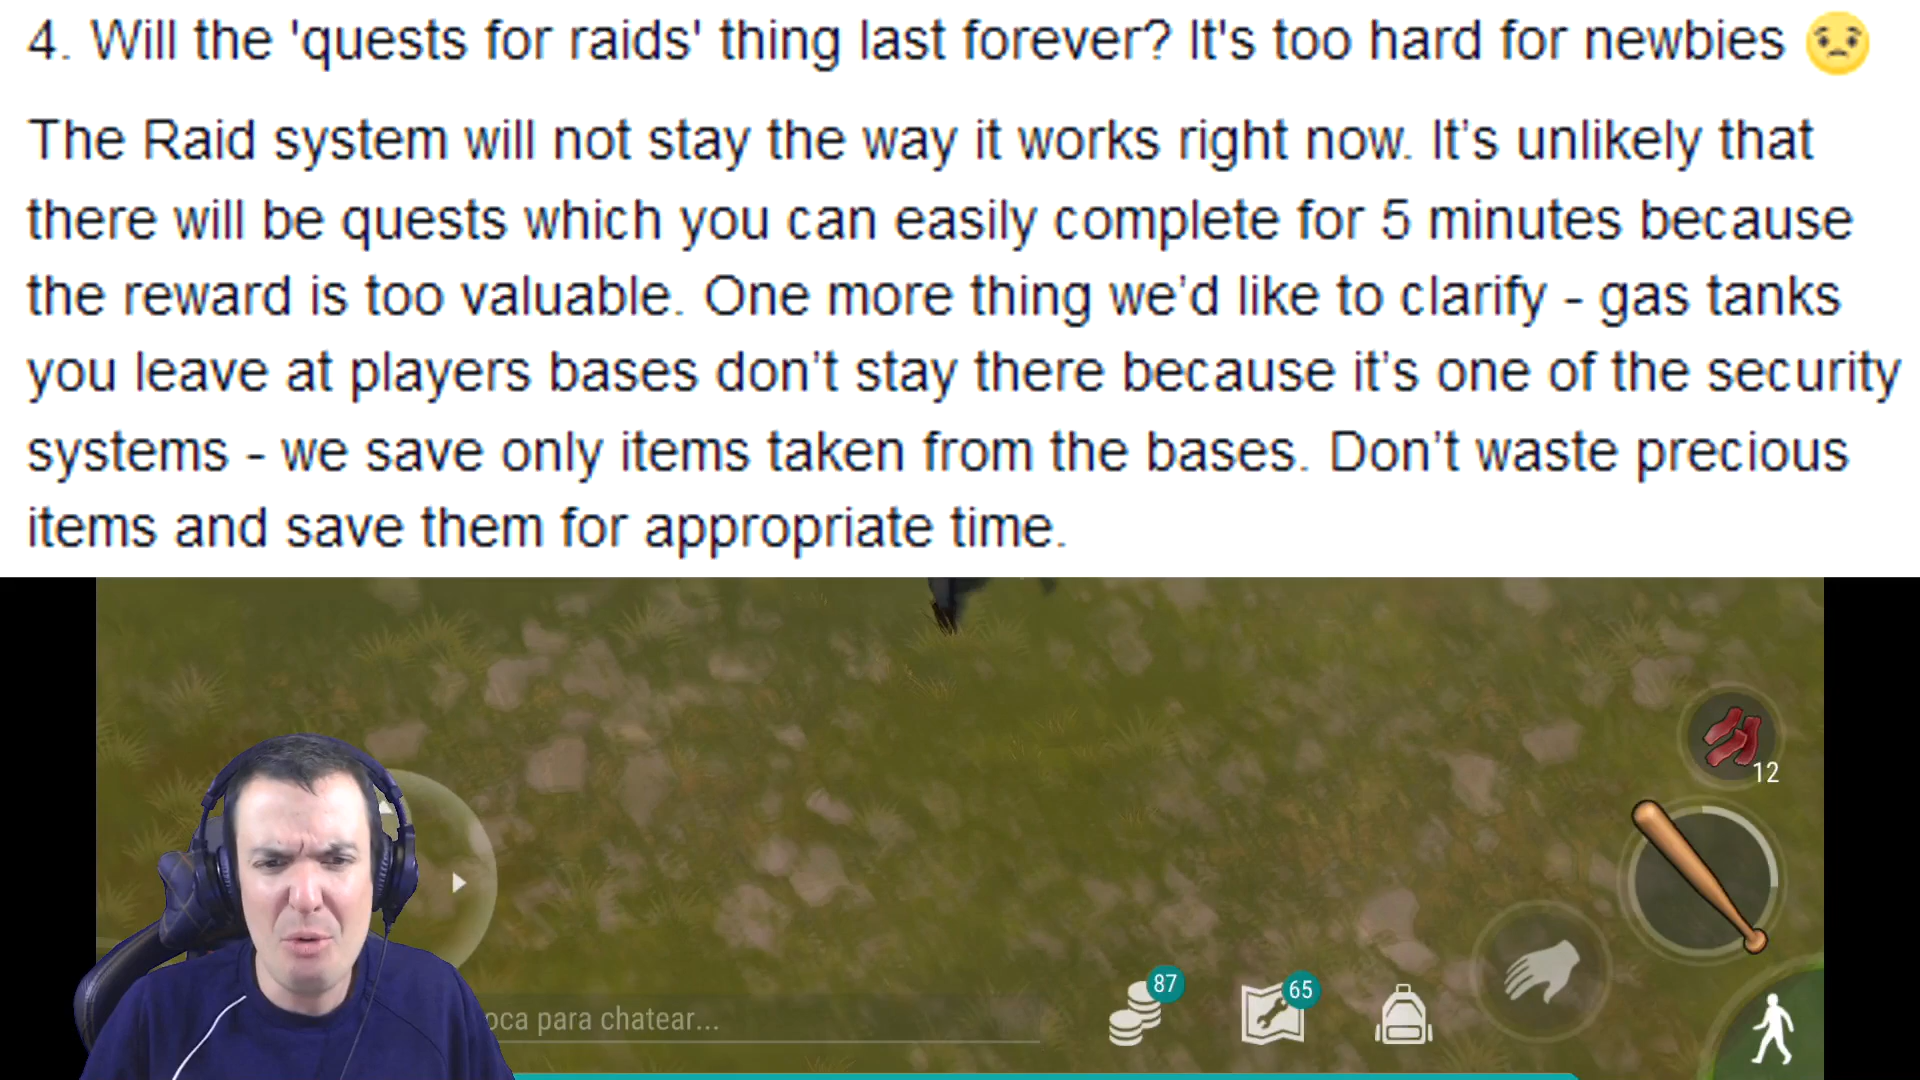 4. Will the 'quests for raids' thing last forever? It's too hard for newbies 😟
The Raid system will not stay the way it works right now. It’s unlikely that
there will be quests which you can easily complete for 5 minutes because
the reward is too valuable. One more thing we’d like to clarify - gas tanks
you leave at players bases don’t stay there because it’s one of the security
systems - we save only items taken from the bases. Don’t waste precious
items and save them for appropriate time.
12
87
65
oca para chatear...